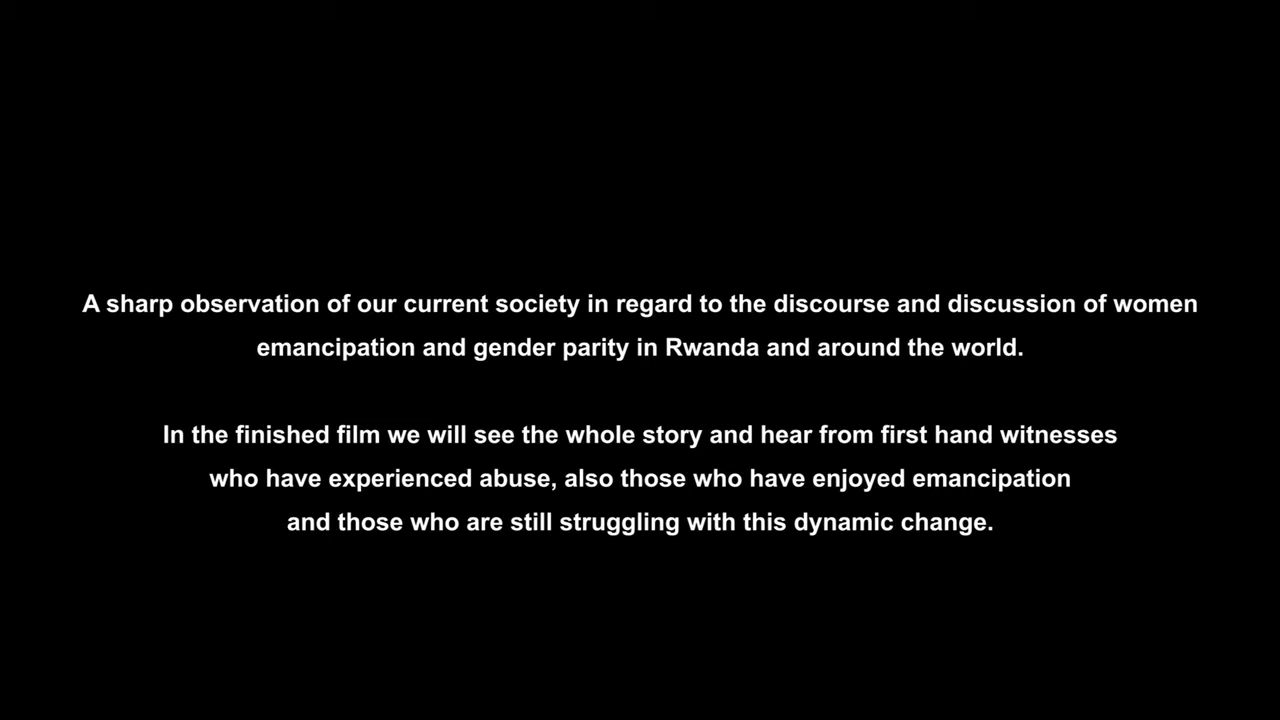 A sharp observation of our current society in regard to the discourse and discussion of women
emancipation and gender parity in Rwanda and around the world.
In the finished film we will see the whole story and hear from first hand witnesses
who have experienced abuse, also those who have enjoyed emancipation
and those who are still struggling with this dynamic change.